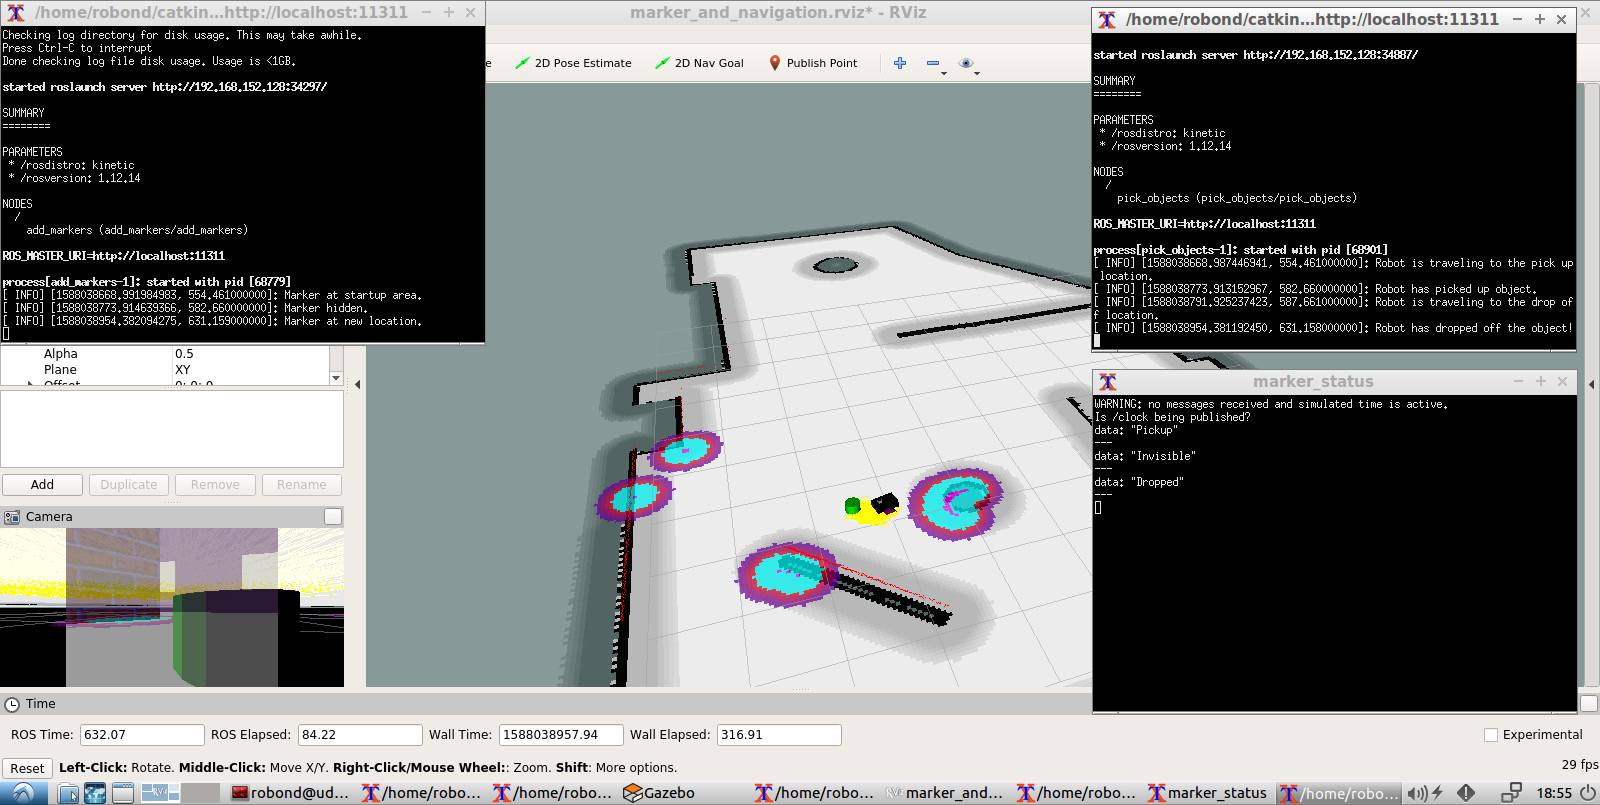 /home/robond/catkin...http://localhost:11311
marker_and_navigation.rviz* - RViz
/home/robond/catkin...http://localhost:11311
Checking log directory for disk usage. This may take awhile.
Press Ctrl-C to interrupt
Done checking log file disk usage. Usage is <1GB.
started roslaunch server http://192.168.152.128:34297/
SUMMARY
========
PARAMETERS
* /rosdistro: kinetic
* /rosversion: 1.12.14
NODES
/
add_markers (add_markers/add_markers)
ROS_MASTER_URI=http://localhost:11311
process[add_markers-1]: started with pid [68779]
[ INFO] [1588038668.991984983, 554.461000000]: Marker at startup area.
[ INFO] [1588038773.914639366, 582.660000000]: Marker hidden.
[ INFO] [1588038954.382094275, 631.159000000]: Marker at new location.
e
2D Pose Estimate
2D Nav Goal
Publish Point
started roslaunch server http://192.168.152.128:34887/
SUMMARY
========
PARAMETERS
* /rosdistro: kinetic
* /rosversion: 1.12.14
NODES
/
pick_objects (pick_objects/pick_objects)
ROS_MASTER_URI=http://localhost:11311
process[pick_objects-1]: started with pid [68901]
[ INFO] [1588038668.987446941, 554.461000000]: Robot is traveling to the pick up
location.
[ INFO] [1588038773.913152967, 582.660000000]: Robot has picked up object.
[ INFO] [1588038791.925237423, 587.661000000]: Robot is traveling to the drop of
f location.
[ INFO] [1588038954.381192450, 631.158000000]: Robot has dropped off the object!
Alpha 0.5
Plane XY
Offset 0; 0; 0
Add Duplicate Remove Rename
Camera
marker_status
WARNING: no messages received and simulated time is active.
Is /clock being published?
data: "Pickup"
---
data: "Invisible"
---
data: "Dropped"
---
Time
ROS Time: 632.07 ROS Elapsed: 84.22 Wall Time: 1588038957.94 Wall Elapsed: 316.91 Experimental
Reset Left-Click: Rotate. Middle-Click: Move X/Y. Right-Click/Mouse Wheel:: Zoom. Shift: More options. 29 fps
RViz robond@ud... /home/robo... /home/robo... Gazebo /home/robo... RViz marker_and... /home/robo... marker_status /home/robo... 18:55